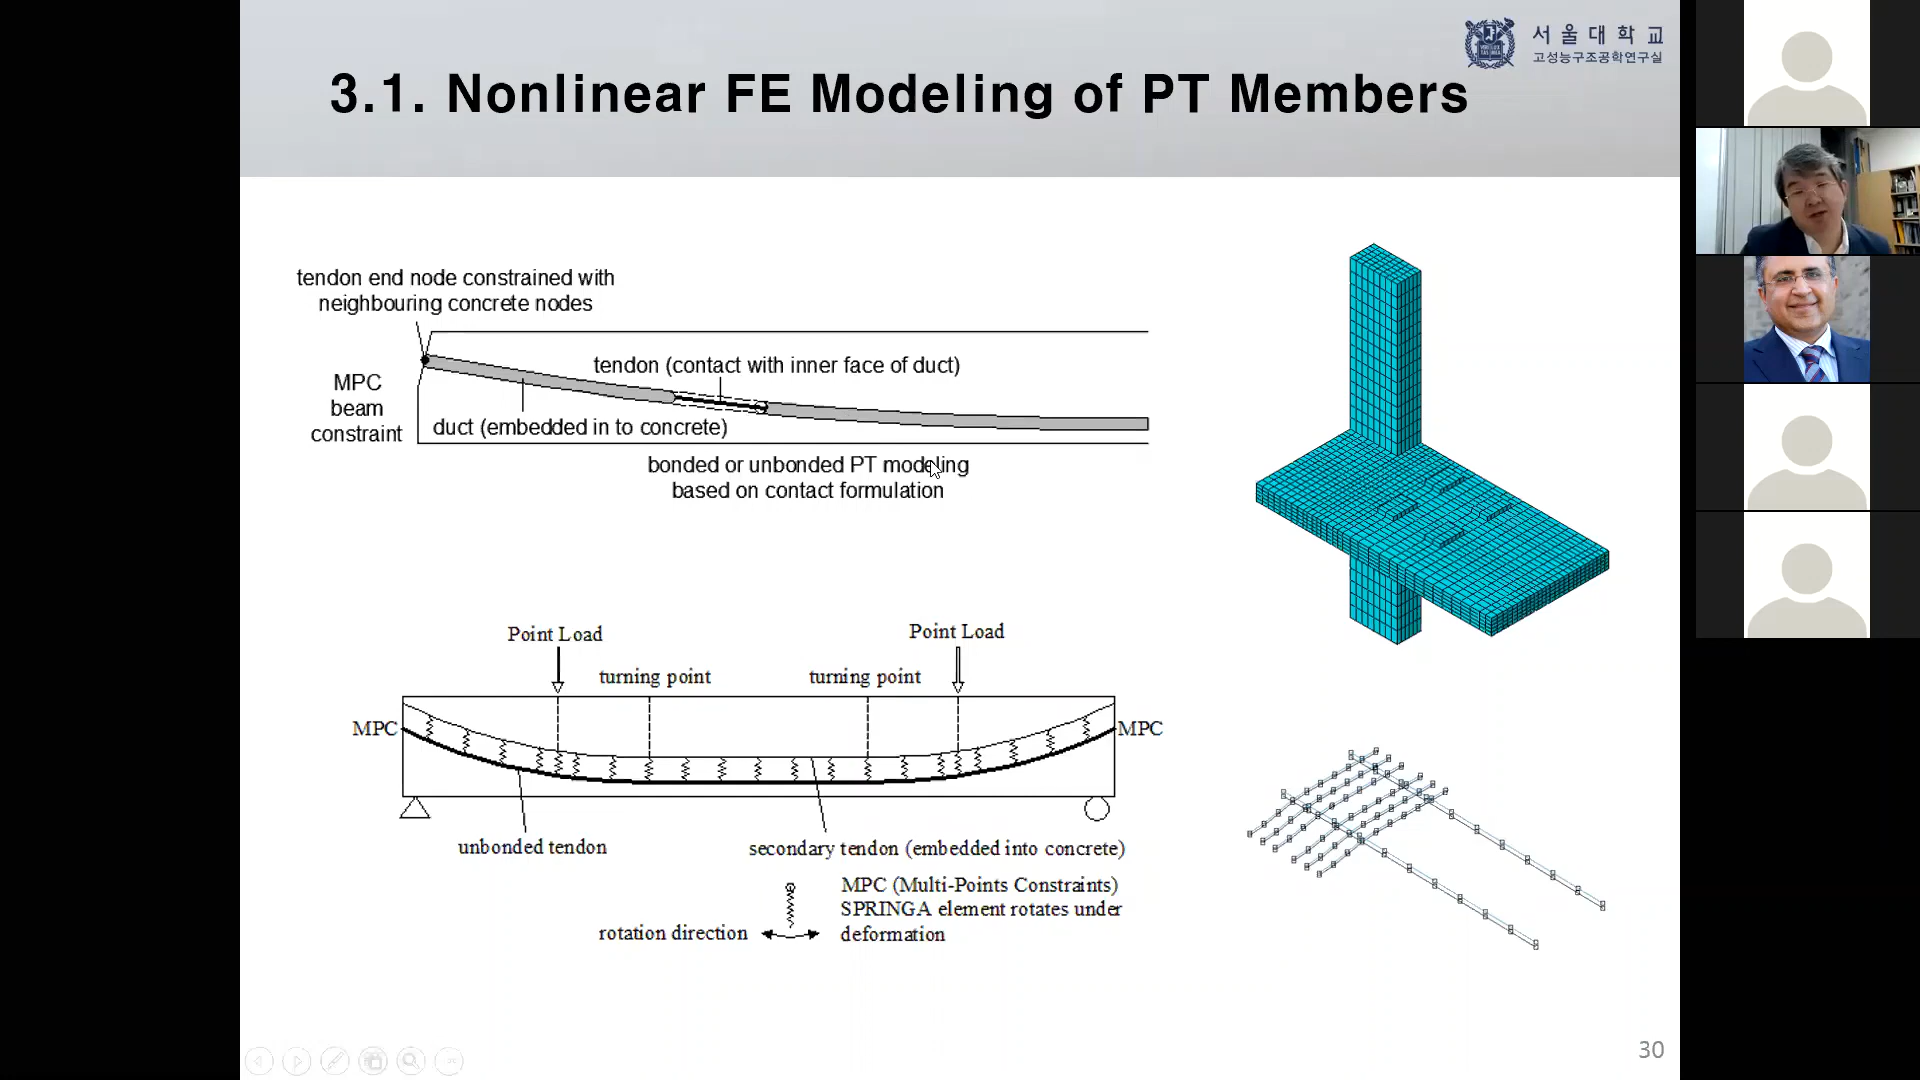 서울대학교
고성능구조공학연구실
3.1. Nonlinear FE Modeling of PT Members
tendon end node constrained with
neighbouring concrete nodes
tendon (contact with inner face of duct)
MPC
beam
constraint
duct (embedded in to concrete)
bonded or unbonded PT modeling
based on contact formulation
Point Load
Point Load
turning point
turning point
MPC
MPC
unbonded tendon
secondary tendon (embedded into concrete)
MPC (Multi-Points Constraints)
SPRINGA element rotates under
deformation
rotation direction
30